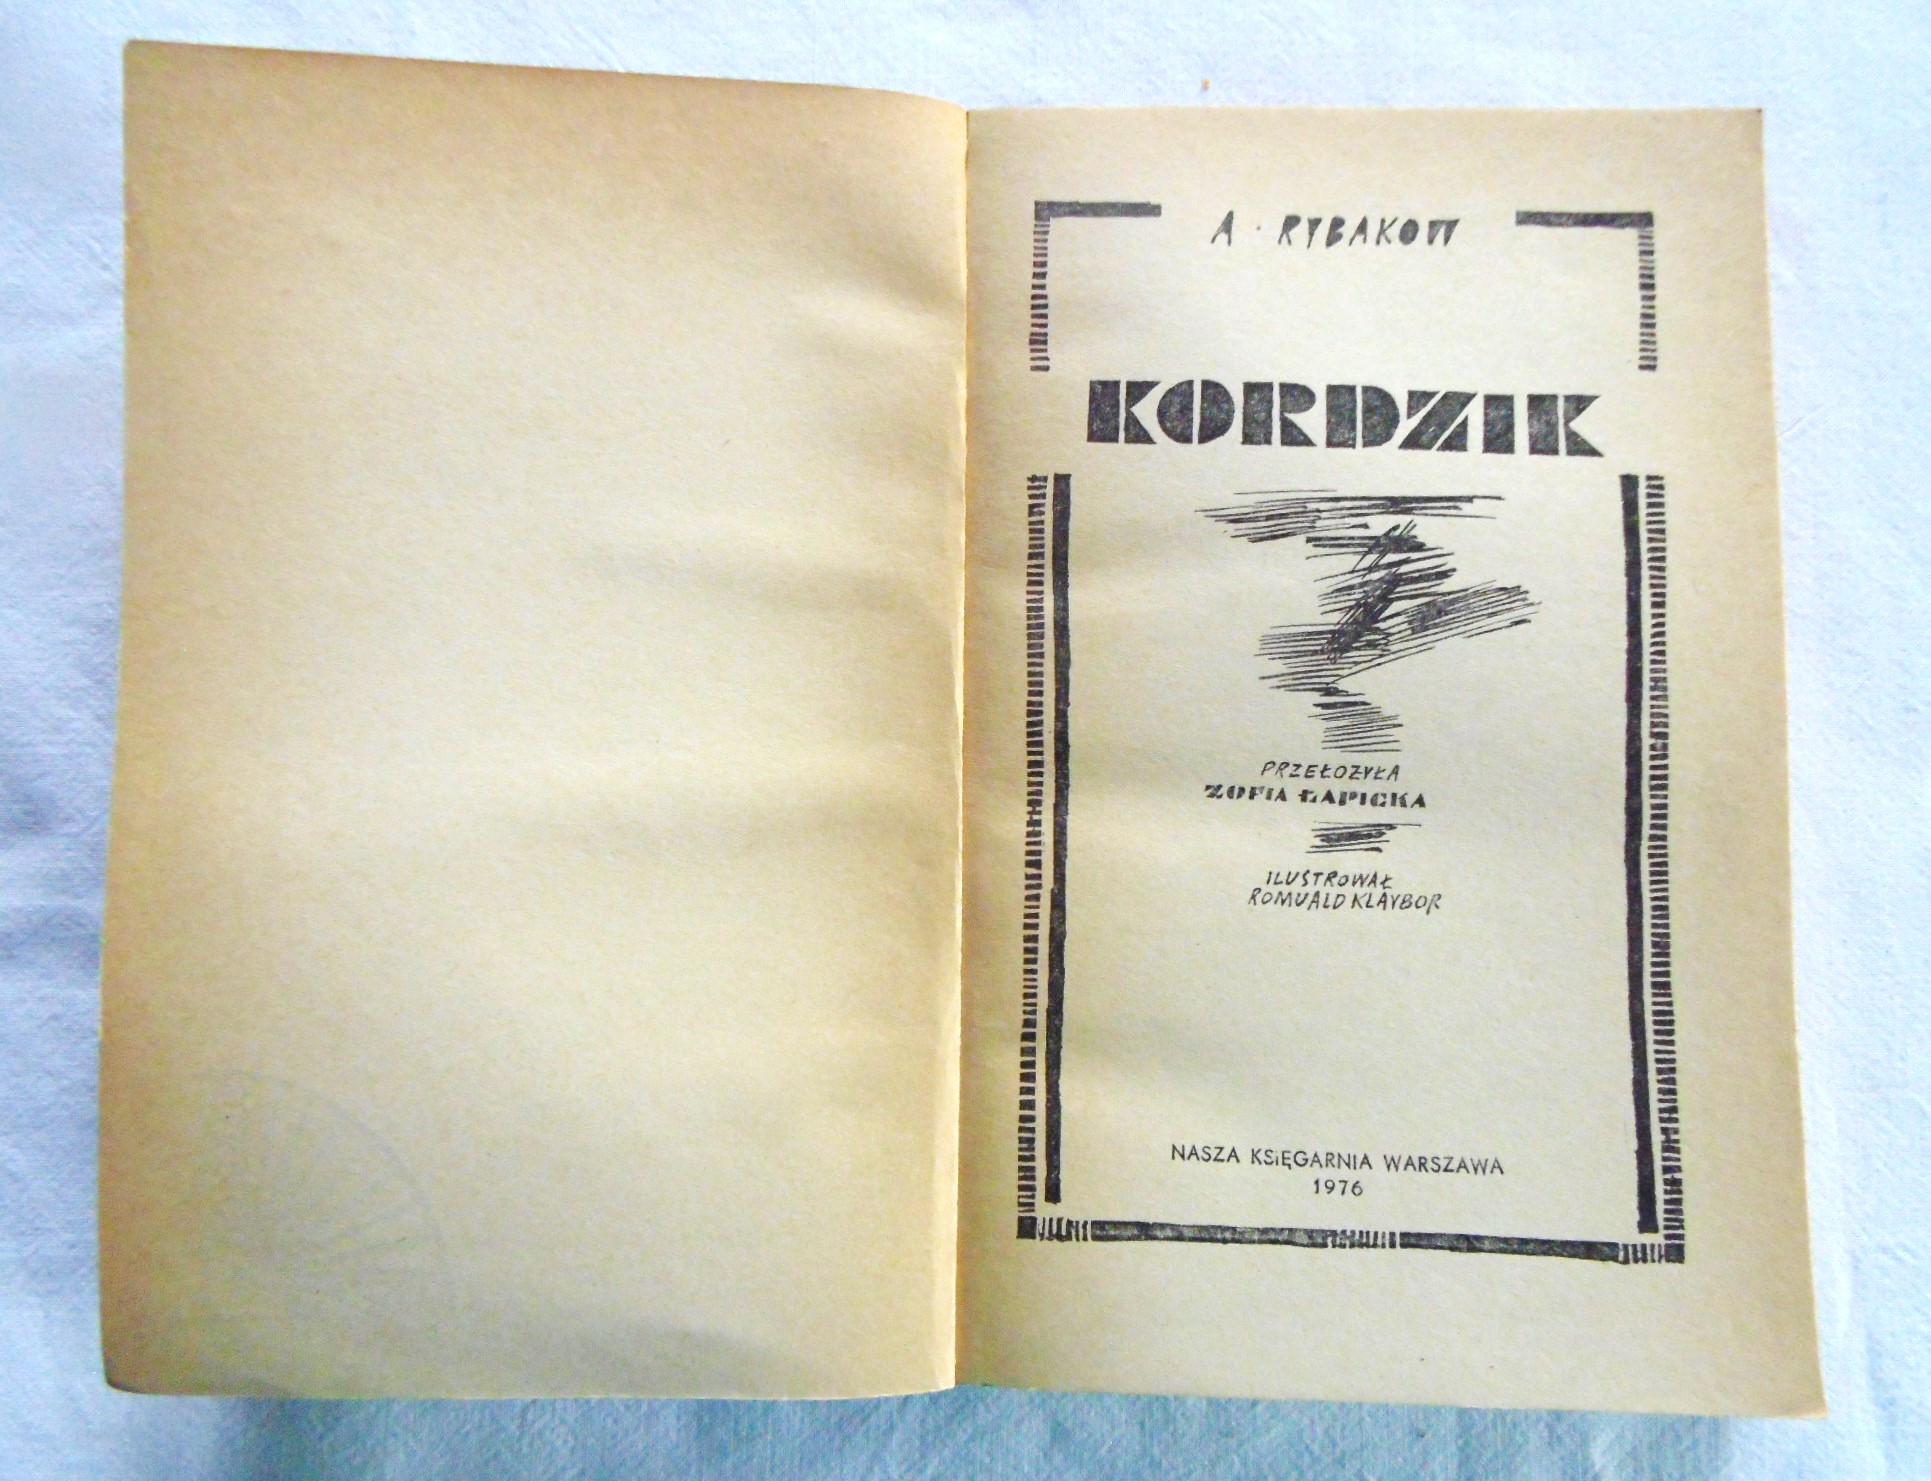 A. RYBAKOW
KORDZIK
PRZEŁOŻYŁA
ZOFIA ŁAPICKA
ILUSTROWAŁ
ROMUALD KLAYBOR
NASZA KSIĘGARNIA WARSZAWA
1976